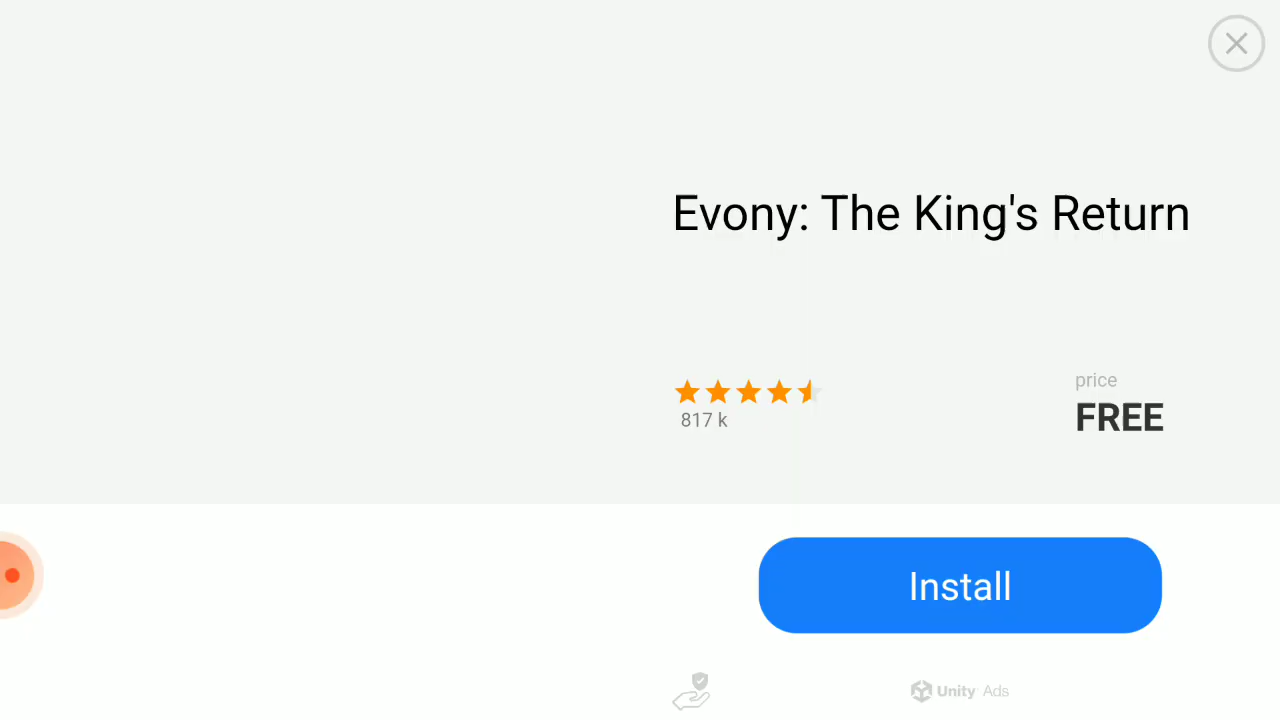 Evony: The King's Return
817 k
price
FREE
Install
Unity Ads